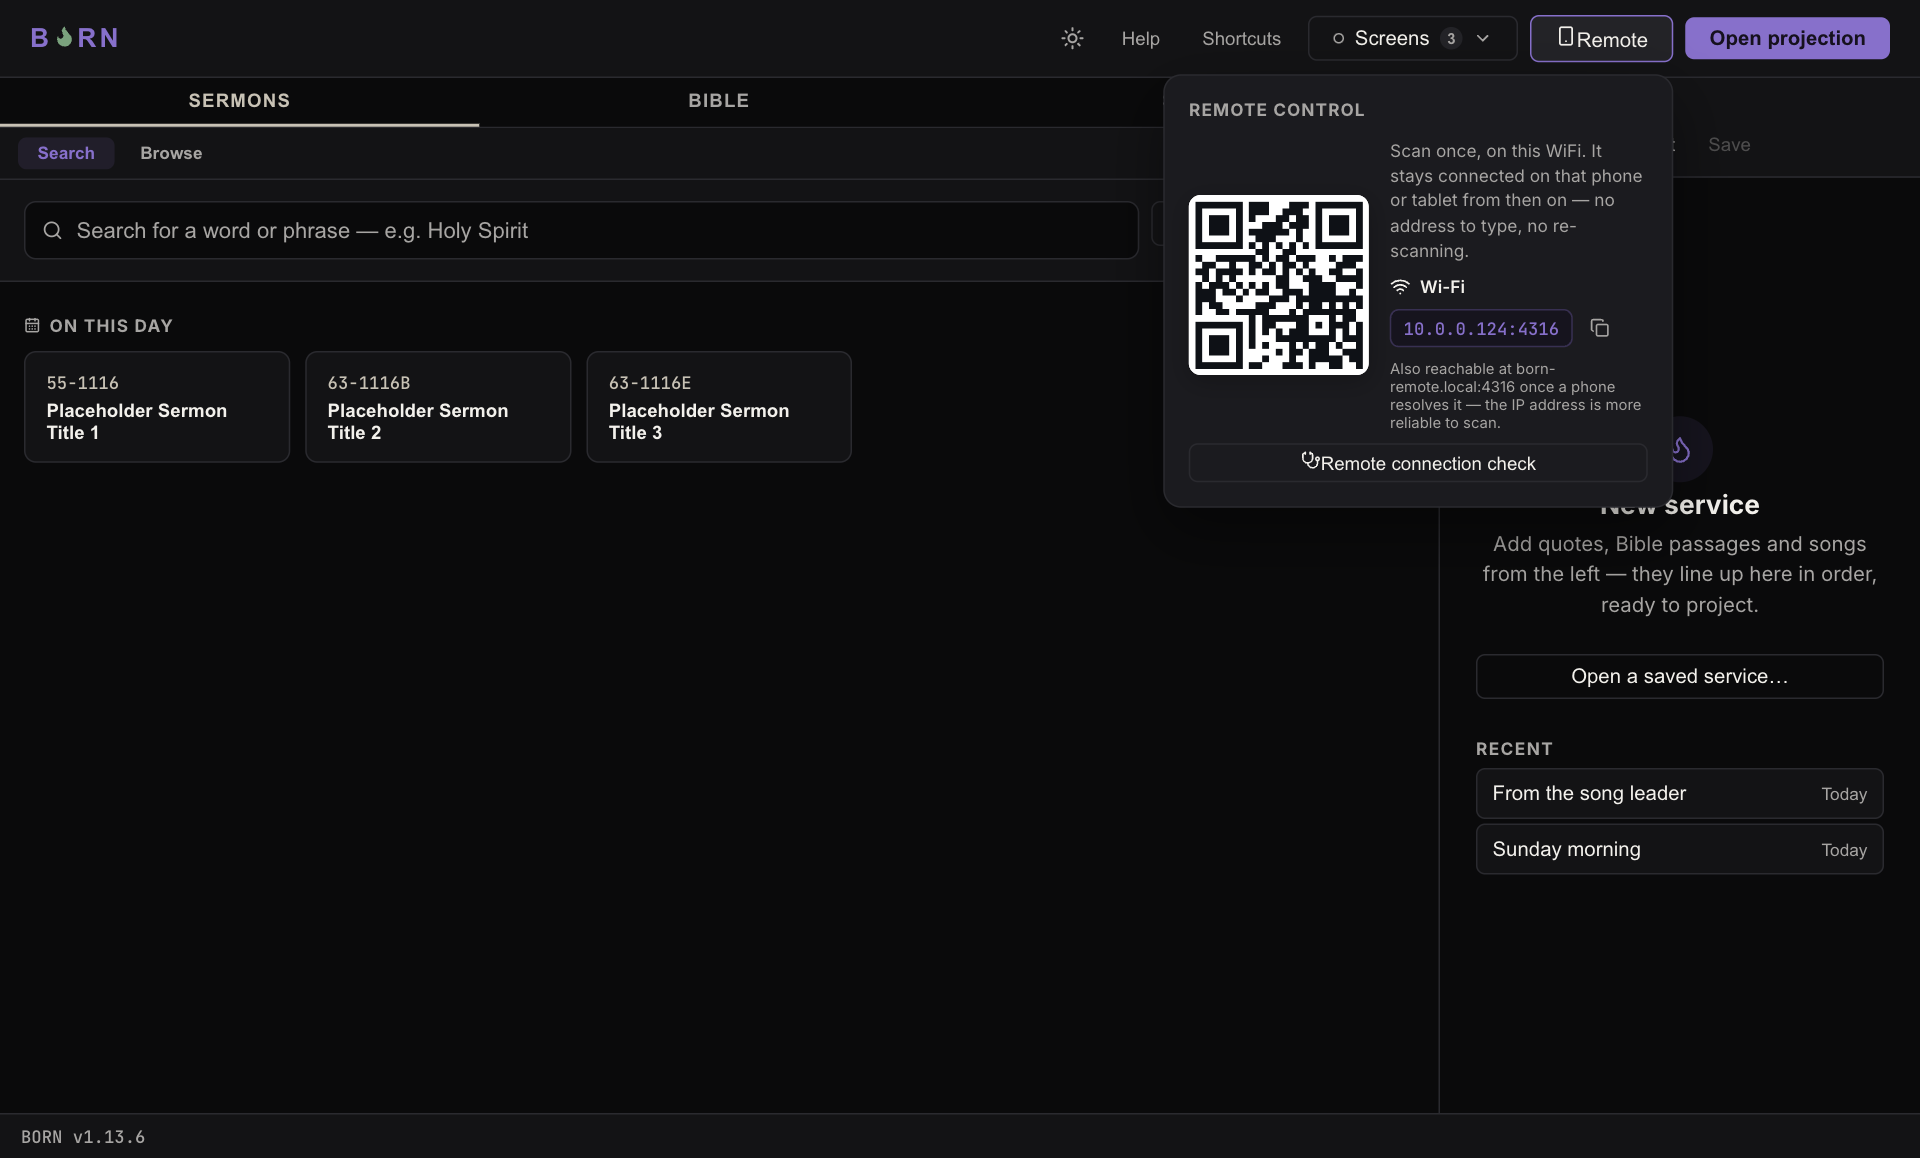 BORN
Help
Shortcuts
Screens 3
Remote
Open projection
SERMONS
BIBLE
Search
Browse
Save
Search for a word or phrase — e.g. Holy Spirit
REMOTE CONTROL
Scan once, on this WiFi. It
stays connected on that phone
or tablet from then on — no
address to type, no re-
scanning.
Wi-Fi
10.0.0.124:4316
Also reachable at born-
remote.local:4316 once a phone
resolves it — the IP address is more
reliable to scan.
Remote connection check
ON THIS DAY
55-1116
Placeholder Sermon
Title 1
63-1116B
Placeholder Sermon
Title 2
63-1116E
Placeholder Sermon
Title 3
New service
Add quotes, Bible passages and songs
from the left — they line up here in order,
ready to project.
Open a saved service…
RECENT
From the song leader Today
Sunday morning Today
BORN v1.13.6